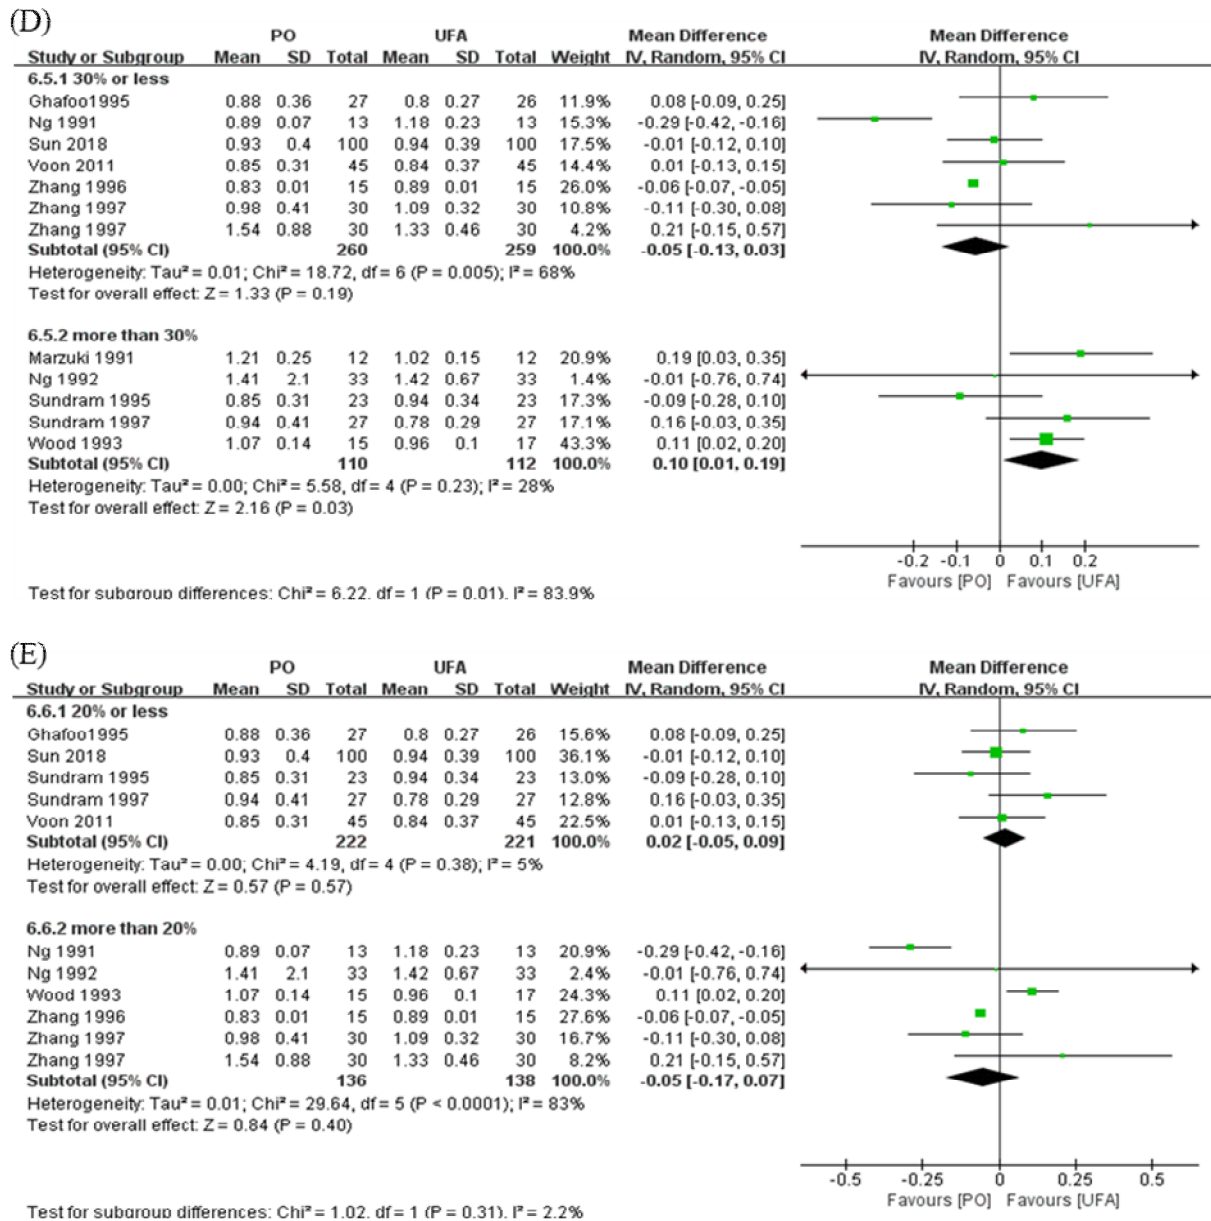 (D)
PO UFA Mean Difference Mean Difference
Study or Subgroup Mean SD Total Mean SD Total Weight IV, Random, 95% CI IV, Random, 95% CI
6.5.1 30% or less
Ghafoo1995 0.88 0.36 27 0.8 0.27 26 11.9% 0.08 [-0.09, 0.25]
Ng 1991 0.89 0.07 13 1.18 0.23 13 15.3% -0.29 [-0.42, -0.16]
Sun 2018 0.93 0.4 100 0.94 0.39 100 17.5% -0.01 [-0.12, 0.10]
Voon 2011 0.85 0.31 45 0.84 0.37 45 14.4% 0.01 [-0.13, 0.15]
Zhang 1996 0.83 0.01 15 0.89 0.01 15 26.0% -0.06 [-0.07, -0.05]
Zhang 1997 0.98 0.41 30 1.09 0.32 30 10.8% -0.11 [-0.30, 0.08]
Zhang 1997 1.54 0.88 30 1.33 0.46 30 4.2% 0.21 [-0.15, 0.57]
Subtotal (95% CI) 260 259 100.0% -0.05 [-0.13, 0.03]
Heterogeneity: Tau² = 0.01; Chi² = 18.72, df = 6 (P = 0.005); I² = 68%
Test for overall effect: Z = 1.33 (P = 0.19)
6.5.2 more than 30%
Marzuki 1991 1.21 0.25 12 1.02 0.15 12 20.9% 0.19 [0.03, 0.35]
Ng 1992 1.41 2.1 33 1.42 0.67 33 1.4% -0.01 [-0.76, 0.74]
Sundram 1995 0.85 0.31 23 0.94 0.34 23 17.3% -0.09 [-0.28, 0.10]
Sundram 1997 0.94 0.41 27 0.78 0.29 27 17.1% 0.16 [-0.03, 0.35]
Wood 1993 1.07 0.14 15 0.96 0.1 17 43.3% 0.11 [0.02, 0.20]
Subtotal (95% CI) 110 112 100.0% 0.10 [0.01, 0.19]
Heterogeneity: Tau² = 0.00; Chi² = 5.58, df = 4 (P = 0.23); I² = 28%
Test for overall effect: Z = 2.16 (P = 0.03)
-0.2 -0.1 0 0.1 0.2
Favours [PO] Favours [UFA]
Test for subgroup differences: Chi² = 6.22. df = 1 (P = 0.01). I² = 83.9%
(E)
PO UFA Mean Difference Mean Difference
Study or Subgroup Mean SD Total Mean SD Total Weight IV, Random, 95% CI IV, Random, 95% CI
6.6.1 20% or less
Ghafoo1995 0.88 0.36 27 0.8 0.27 26 15.6% 0.08 [-0.09, 0.25]
Sun 2018 0.93 0.4 100 0.94 0.39 100 36.1% -0.01 [-0.12, 0.10]
Sundram 1995 0.85 0.31 23 0.94 0.34 23 13.0% -0.09 [-0.28, 0.10]
Sundram 1997 0.94 0.41 27 0.78 0.29 27 12.8% 0.16 [-0.03, 0.35]
Voon 2011 0.85 0.31 45 0.84 0.37 45 22.5% 0.01 [-0.13, 0.15]
Subtotal (95% CI) 222 221 100.0% 0.02 [-0.05, 0.09]
Heterogeneity: Tau² = 0.00; Chi² = 4.19, df = 4 (P = 0.38); I² = 5%
Test for overall effect: Z = 0.57 (P = 0.57)
6.6.2 more than 20%
Ng 1991 0.89 0.07 13 1.18 0.23 13 20.9% -0.29 [-0.42, -0.16]
Ng 1992 1.41 2.1 33 1.42 0.67 33 2.4% -0.01 [-0.76, 0.74]
Wood 1993 1.07 0.14 15 0.96 0.1 17 24.3% 0.11 [0.02, 0.20]
Zhang 1996 0.83 0.01 15 0.89 0.01 15 27.6% -0.06 [-0.07, -0.05]
Zhang 1997 0.98 0.41 30 1.09 0.32 30 16.7% -0.11 [-0.30, 0.08]
Zhang 1997 1.54 0.88 30 1.33 0.46 30 8.2% 0.21 [-0.15, 0.57]
Subtotal (95% CI) 136 138 100.0% -0.05 [-0.17, 0.07]
Heterogeneity: Tau² = 0.01; Chi² = 29.64, df = 5 (P < 0.0001); I² = 83%
Test for overall effect: Z = 0.84 (P = 0.40)
-0.5 -0.25 0 0.25 0.5
Favours [PO] Favours [UFA]
Test for subgroup differences: Chi² = 1.02. df = 1 (P = 0.31). I² = 2.2%